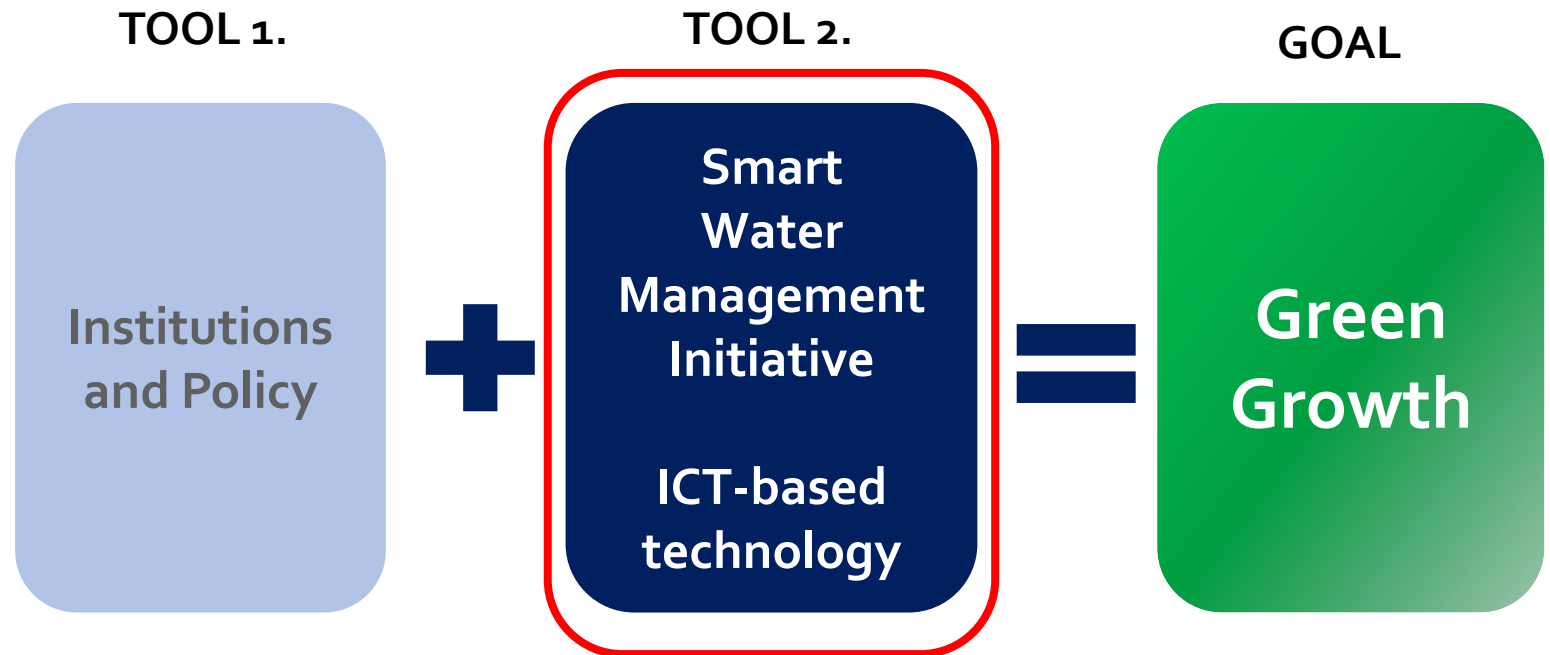 TOOL 1.
TOOL 2.
GOAL
Institutions
and Policy
Smart
Water
Management
Initiative
ICT-based
technology
Green
Growth